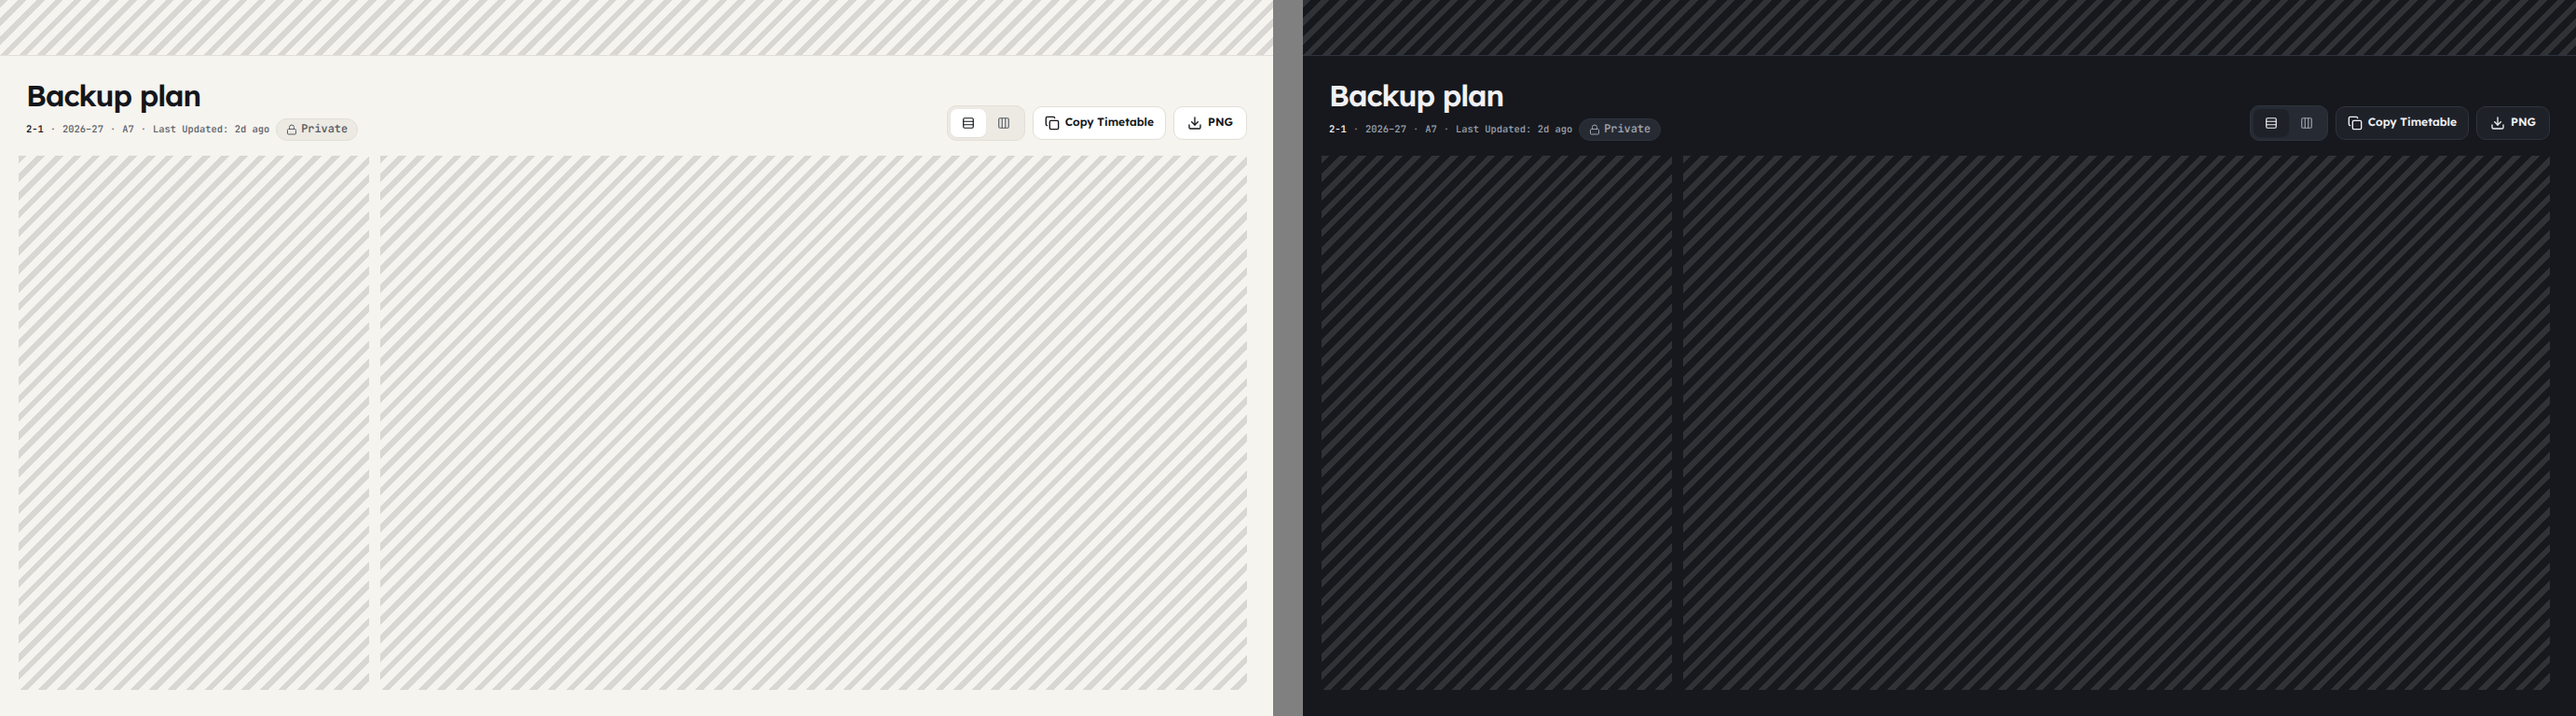 Backup plan
2-1 · 2026-27 · A7 · Last Updated: 2d ago Private
Copy Timetable PNG
Backup plan
2-1 · 2026-27 · A7 · Last Updated: 2d ago Private
Copy Timetable PNG